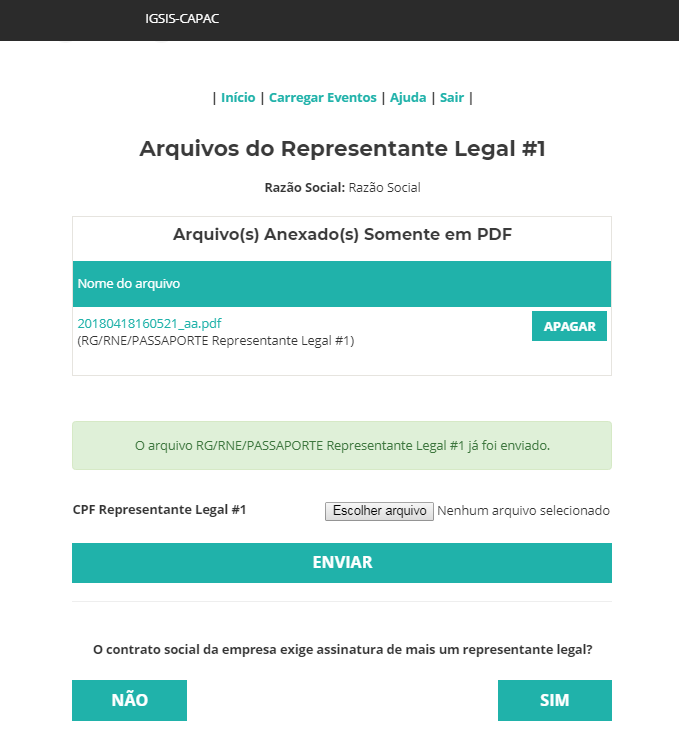 IGSIS-CAPAC
| Início | Carregar Eventos | Ajuda | Sair |
Arquivos do Representante Legal #1
Razão Social: Razão Social
Arquivo(s) Anexado(s) Somente em PDF
Nome do arquivo
20180418160521_aa.pdf
APAGAR
(RG/RNE/PASSAPORTE Representante Legal #1)
O arquivo RG/RNE/PASSAPORTE Representante Legal #1 já foi enviado.
CPF Representante Legal #1 Escolher arquivo Nenhum arquivo selecionado
ENVIAR
O contrato social da empresa exige assinatura de mais um representante legal?
NÃO SIM